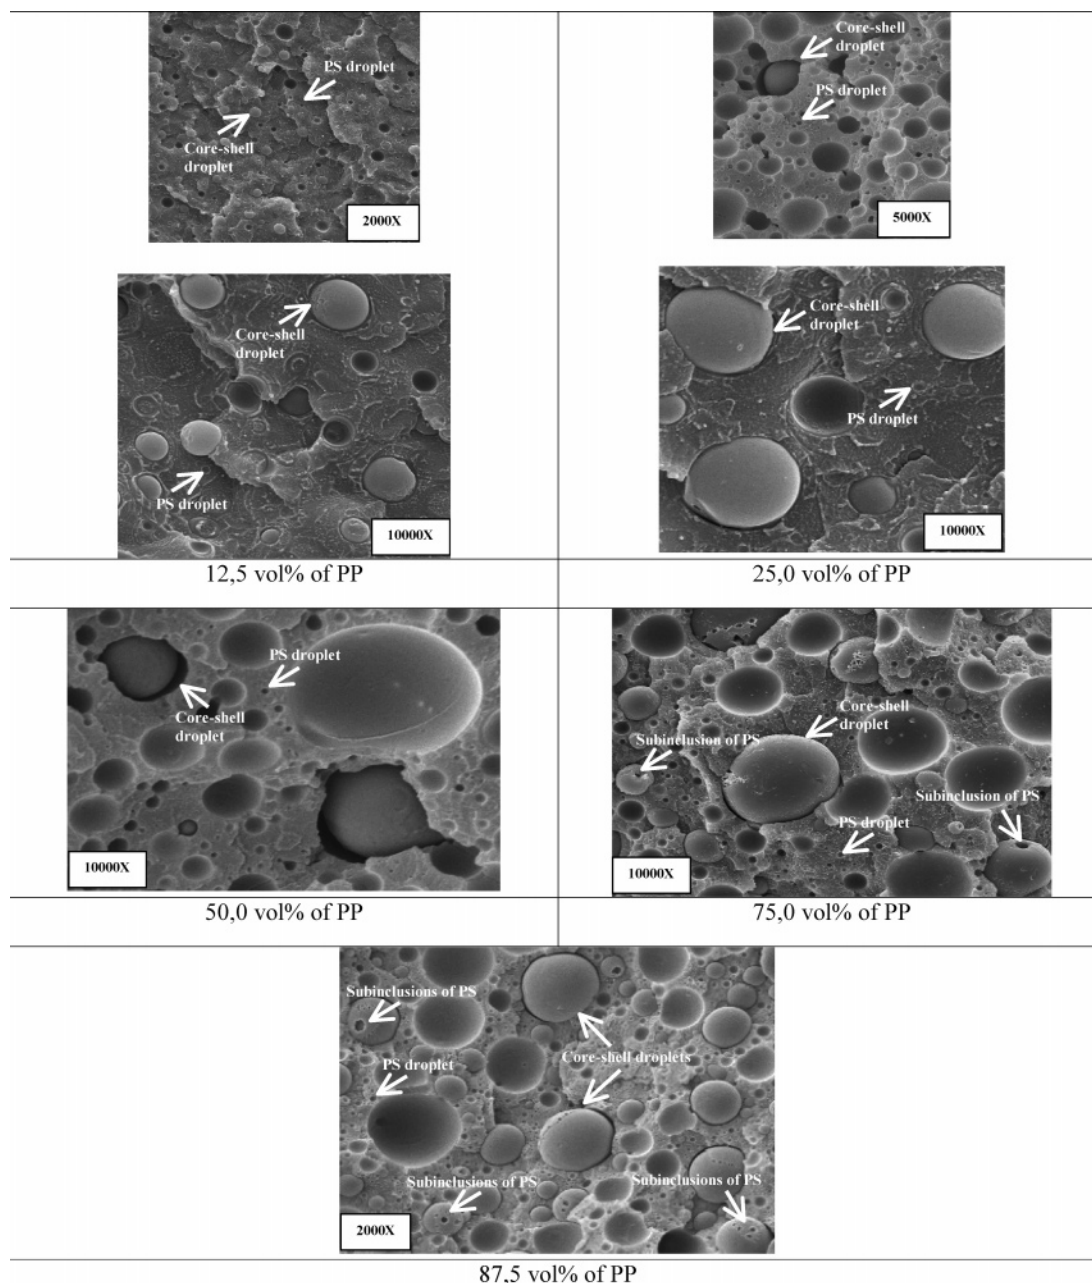 PS droplet
Core-shell
droplet
2000X
Core-shell
droplet
PS droplet
10000X
Core-shell
droplet
PS droplet
5000X
Core-shell
droplet
PS droplet
10000X
12,5 vol% of PP
25,0 vol% of PP
PS droplet
Core-shell
droplet
10000X
Core-shell
droplet
Subinclusion of PS
Subinclusion of PS
PS droplet
10000X
50,0 vol% of PP
75,0 vol% of PP
Subinclusions of PS
Core-shell droplets
PS droplet
Subinclusions of PS
Subinclusions of PS
2000X
87,5 vol% of PP